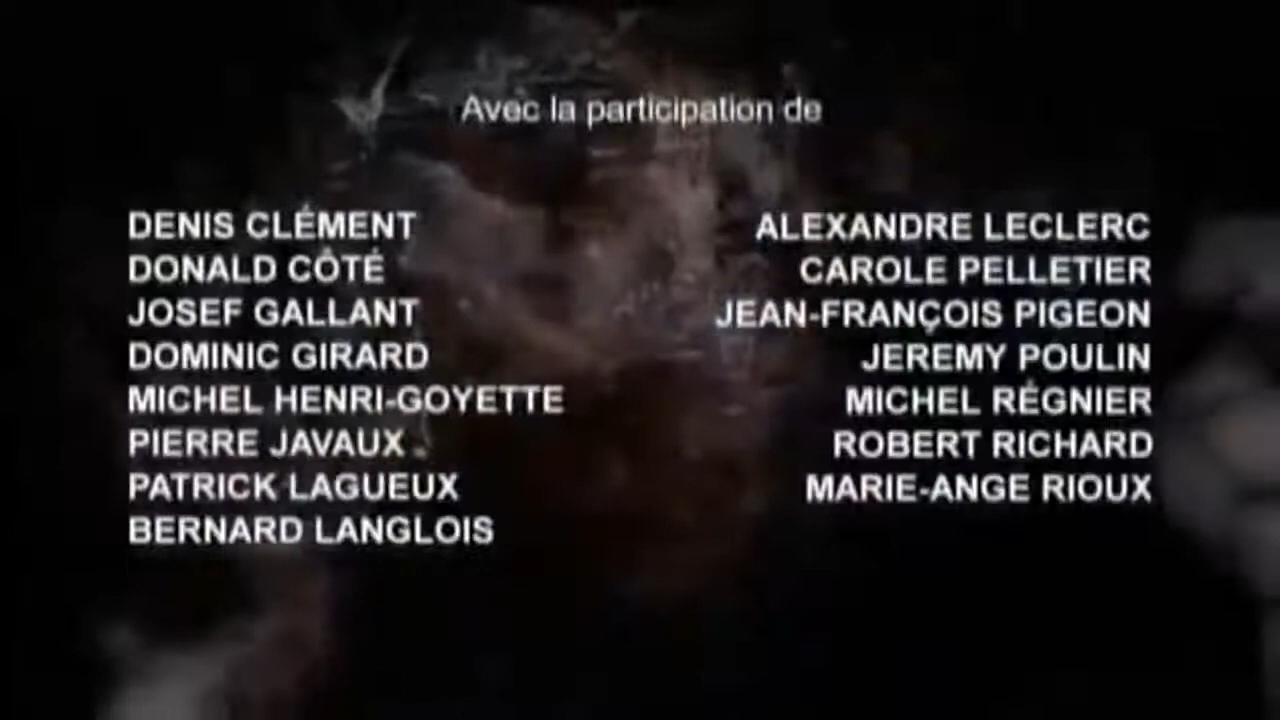 Avec la participation de
DENIS CLÉMENT
DONALD CÔTÉ
JOSEF GALLANT
DOMINIC GIRARD
MICHEL HENRI-GOYETTE
PIERRE JAVAUX
PATRICK LAGUEUX
BERNARD LANGLOIS
ALEXANDRE LECLERC
CAROLE PELLETIER
JEAN-FRANÇOIS PIGEON
JEREMY POULIN
MICHEL RÉGNIER
ROBERT RICHARD
MARIE-ANGE RIOUX